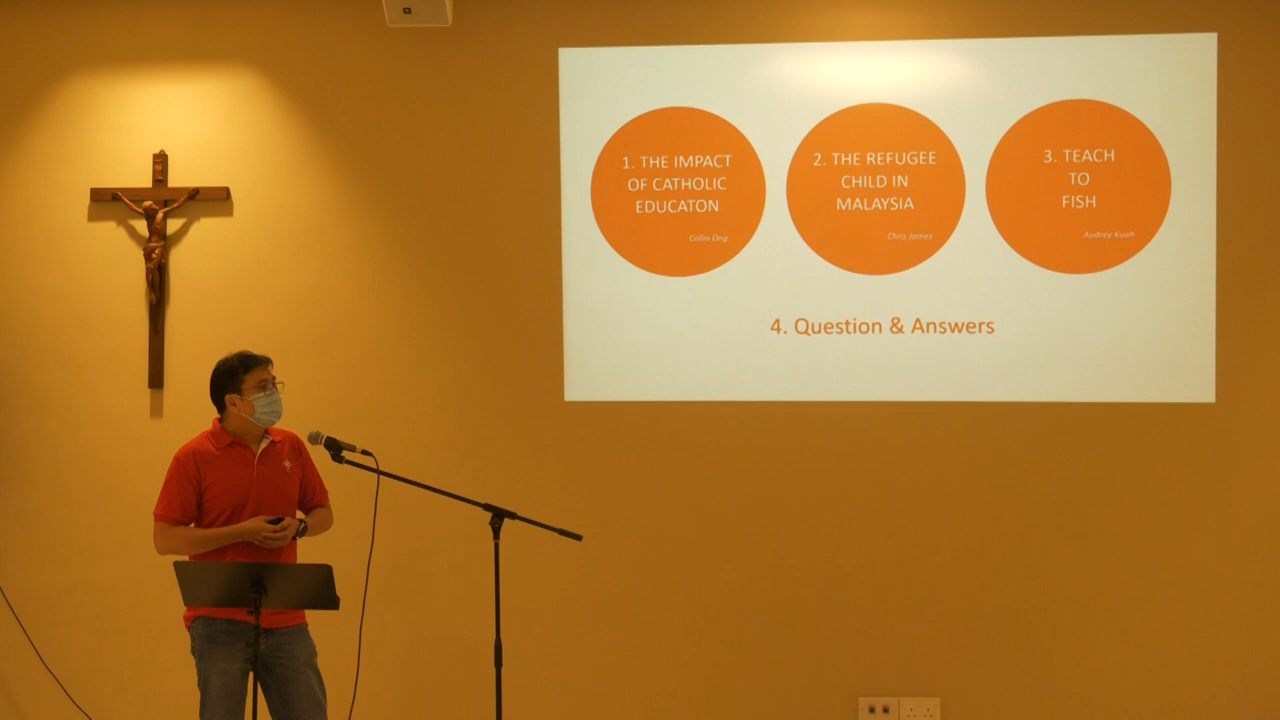 1. THE IMPACT
OF CATHOLIC
EDUCATON
Collin Ong
2. THE REFUGEE
CHILD IN
MALAYSIA
Chris James
3. TEACH
TO
FISH
Audrey Kuah
4. Question & Answers